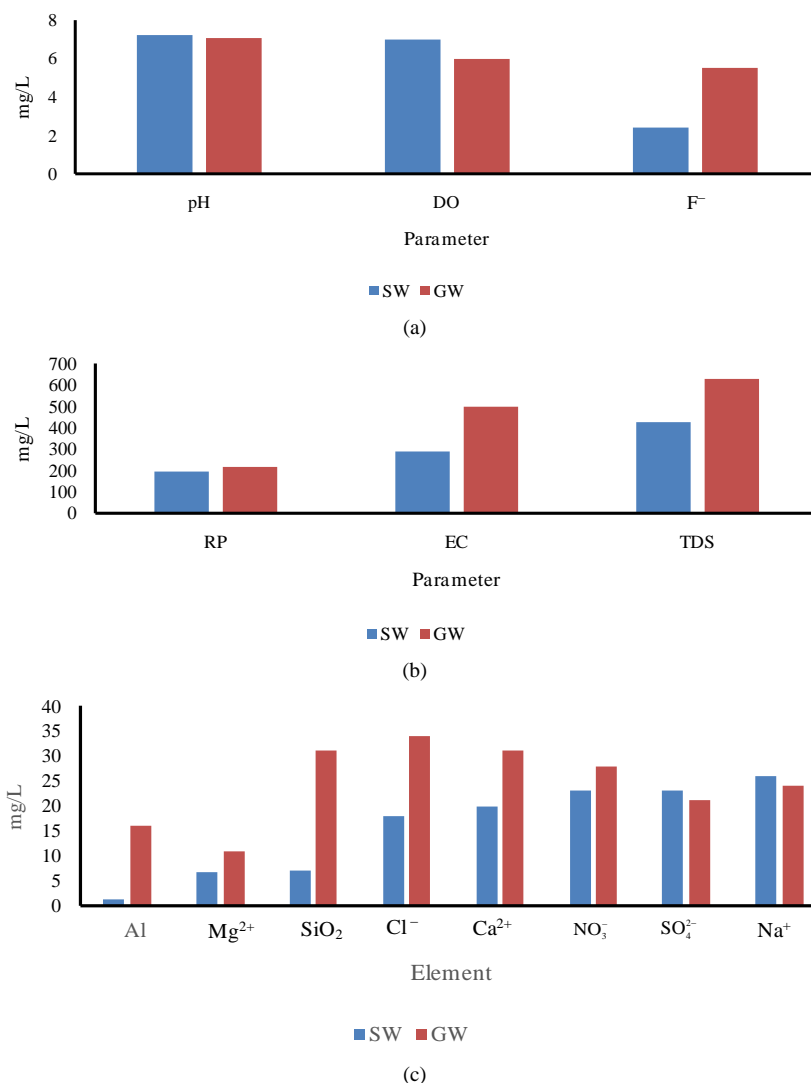 8
6
4
2
0
mg/L
pH DO F⁻
Parameter
SW GW
(a)
700
600
500
400
300
200
100
0
mg/L
RP EC TDS
Parameter
SW GW
(b)
40
35
30
25
20
15
10
5
0
mg/L
Al Mg²⁺ SiO₂ Cl⁻ Ca²⁺ NO₃⁻ SO₄²⁻ Na⁺
Element
SW GW
(c)